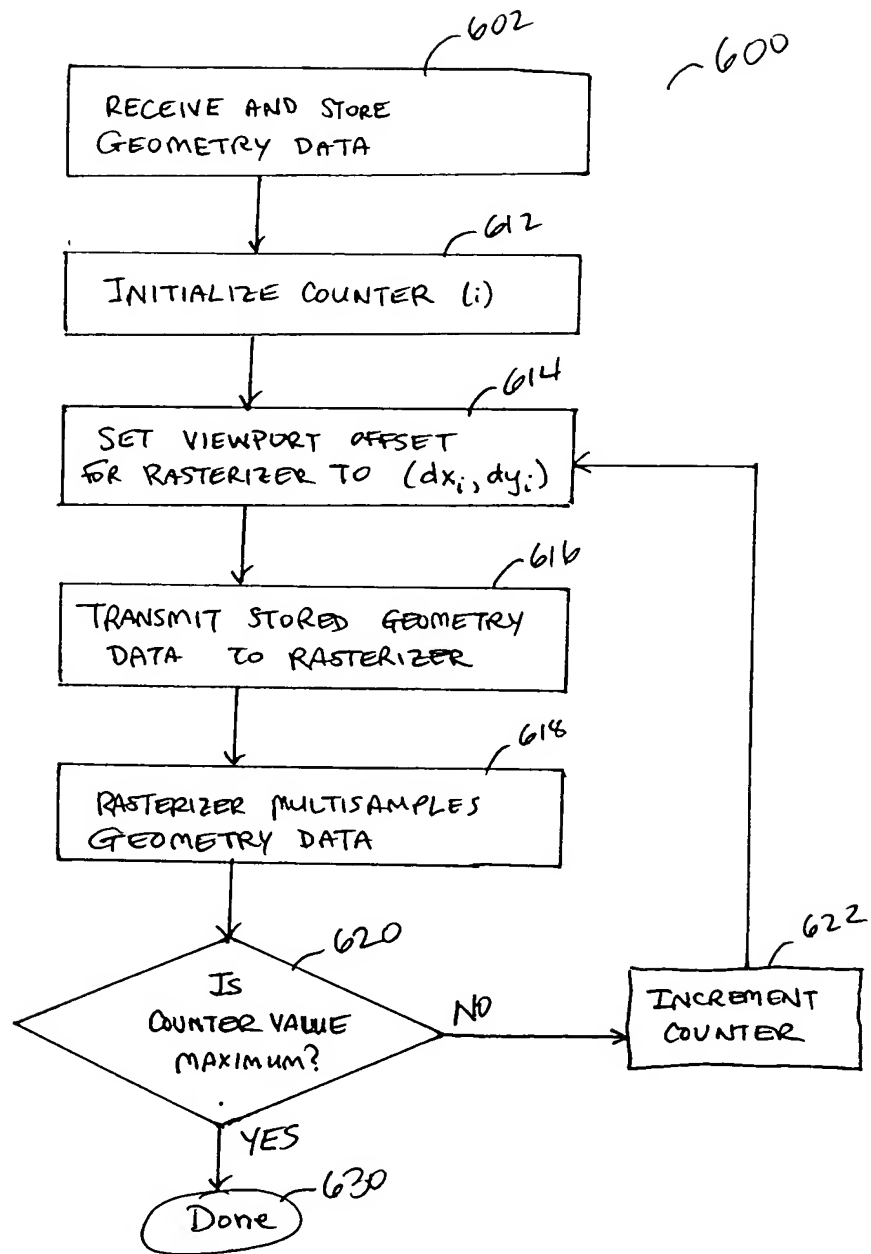 602
600
RECEIVE AND STORE
GEOMETRY DATA
612
INITIALIZE COUNTER (i)
614
SET VIEWPORT OFFSET
FOR RASTERIZER TO (dxi, dyi)
616
TRANSMIT STORED GEOMETRY
DATA TO RASTERIZER
618
RASTERIZER MULTISAMPLES
GEOMETRY DATA
620
Is
COUNTER VALUE
MAXIMUM?
NO
622
INCREMENT
COUNTER
YES
630
Done